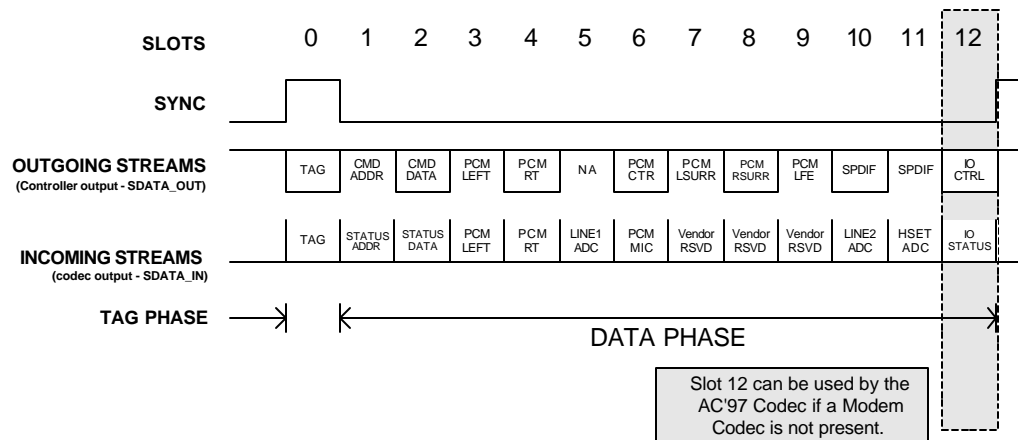 SLOTS 0 1 2 3 4 5 6 7 8 9 10 11 12
SYNC
OUTGOING STREAMS
(Controller output - SDATA_OUT)
TAG CMD ADDR CMD DATA PCM LEFT PCM RT NA PCM CTR PCM LSURR PCM RSURR PCM LFE SPDIF SPDIF IO CTRL
INCOMING STREAMS
(codec output - SDATA_IN)
TAG STATUS ADDR STATUS DATA PCM LEFT PCM RT LINE1 ADC PCM MIC Vendor RSVD Vendor RSVD Vendor RSVD LINE2 ADC HSET ADC IO STATUS
TAG PHASE
DATA PHASE
Slot 12 can be used by the
AC'97 Codec if a Modem
Codec is not present.